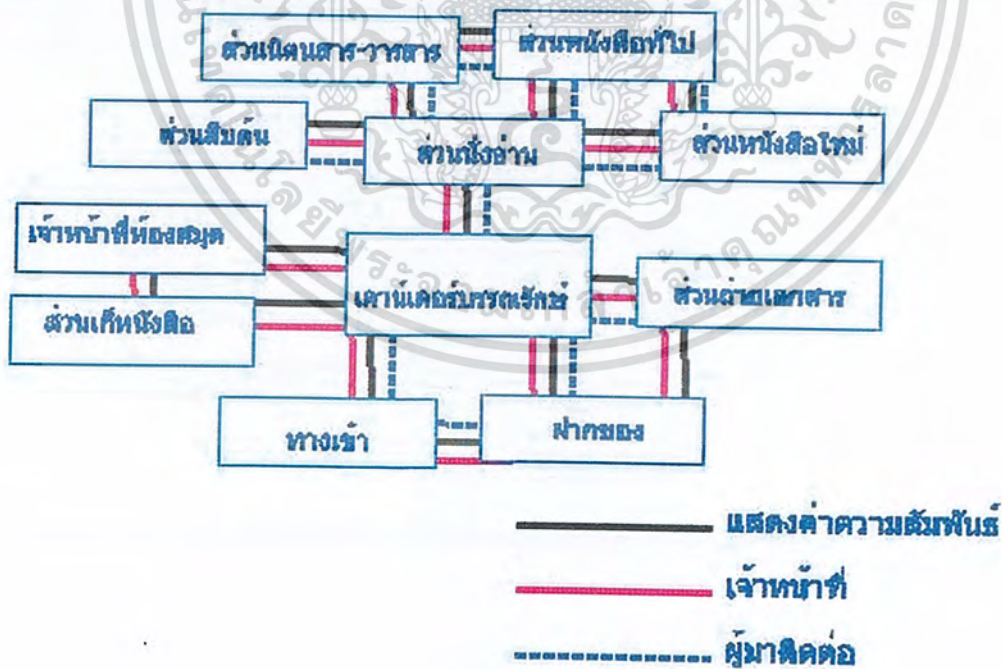 ส่วนนิตยสาร-วารสาร
ส่วนหนังสือทั่วไป
ส่วนสืบค้น
ส่วนนั่งอ่าน
ส่วนหนังสือใหม่
เจ้าหน้าที่ห้องสมุด
เคาน์เตอร์บรรณรักษ์
ส่วนถ่ายเอกสาร
ส่วนเก็หนังสือ
ทางเข้า
ฝากของ
แสดงค่าความสัมพันธ์
เจ้าหน้าที่
ผู้มาติดต่อ